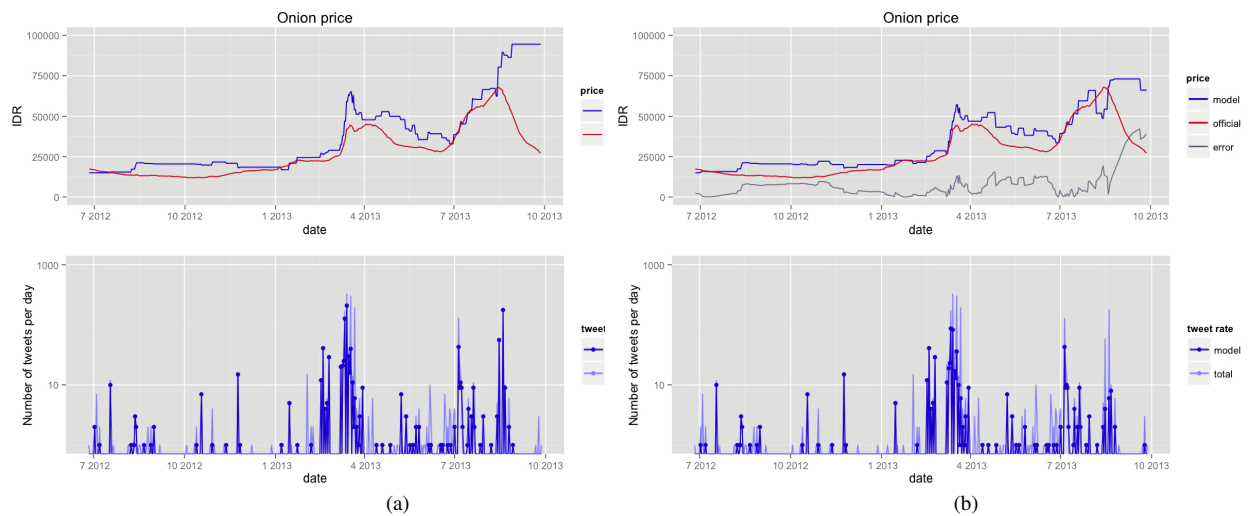 Onion price
100000
75000
50000
25000
0
IDR
7 2012
10 2012
1 2013
4 2013
7 2013
10 2013
date
price
Onion price
100000
75000
50000
25000
0
IDR
7 2012
10 2012
1 2013
4 2013
7 2013
10 2013
date
price
model
official
error
1000
10
Number of tweets per day
7 2012
10 2012
1 2013
4 2013
7 2013
10 2013
date
tweet
1000
10
Number of tweets per day
7 2012
10 2012
1 2013
4 2013
7 2013
10 2013
date
tweet rate
model
total
(a)
(b)